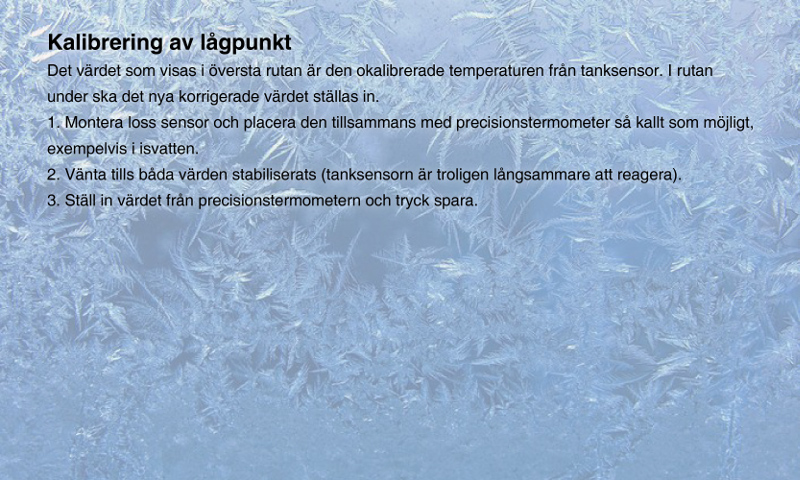 Kalibrering av lågpunkt
Det värdet som visas i översta rutan är den okalibrerade temperaturen från tanksensor. I rutan
under ska det nya korrigerade värdet ställas in.
1. Montera loss sensor och placera den tillsammans med precisionstermometer så kallt som möjligt,
exempelvis i isvatten.
2. Vänta tills båda värden stabiliserats (tanksensorn är troligen långsammare att reagera).
3. Ställ in värdet från precisionstermometern och tryck spara.